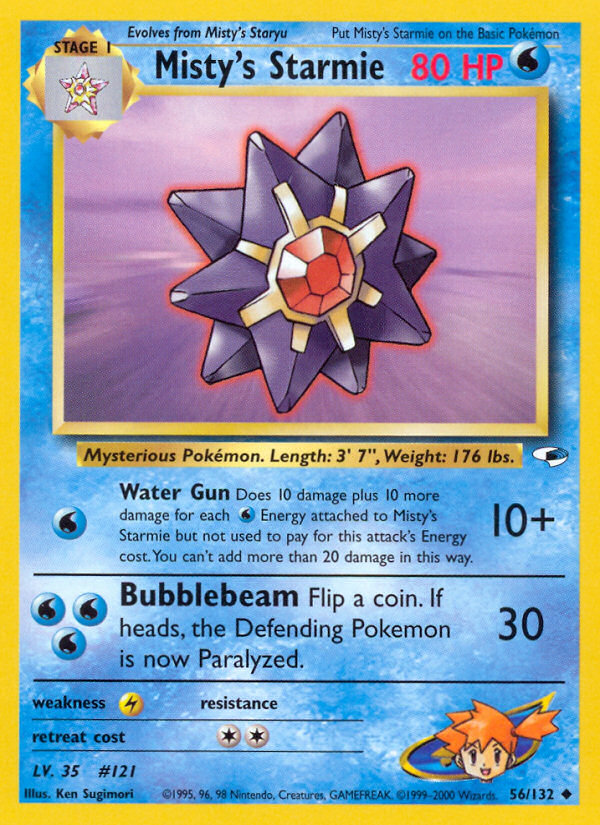 Evolves from Misty's Staryu Put Misty's Starmie on the Basic Pokémon
STAGE 1
Misty's Starmie 80 HP
Mysterious Pokémon. Length: 3' 7", Weight: 176 lbs.
Water Gun Does 10 damage plus 10 more
damage for each Energy attached to Misty's
Starmie but not used to pay for this attack's Energy
cost. You can't add more than 20 damage in this way.
10+
Bubblebeam Flip a coin. If
heads, the Defending Pokemon
is now Paralyzed.
30
weakness resistance
retreat cost
LV. 35 #121
Illus. Ken Sugimori ©1995, 96, 98 Nintendo, Creatures, GAMEFREAK. ©1999-2000 Wizards. 56/132